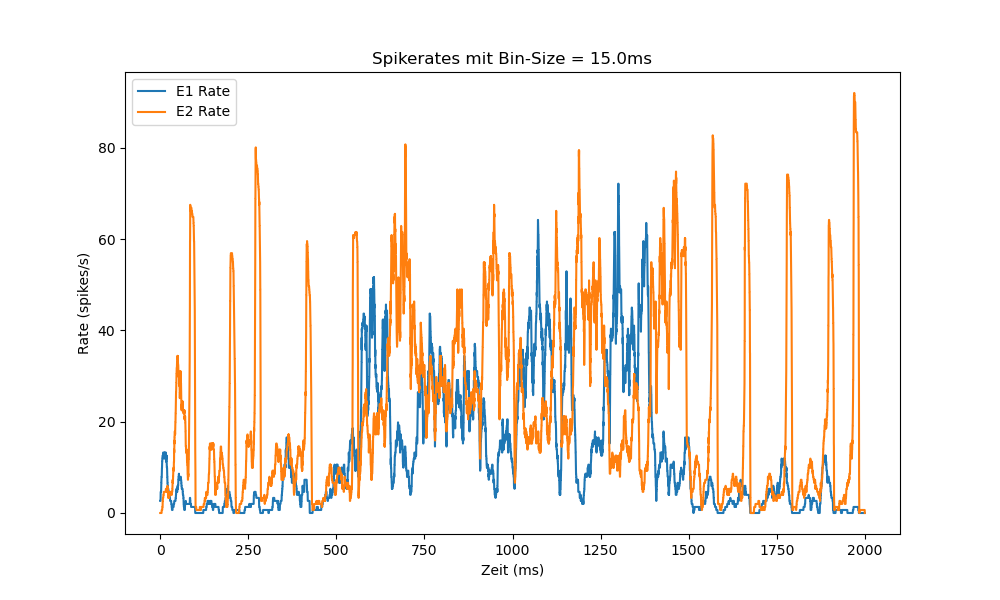 Spikerates mit Bin-Size = 15.0ms
E1 Rate
E2 Rate
Rate (spikes/s)
80
60
40
20
0
0 250 500 750 1000 1250 1500 1750 2000
Zeit (ms)